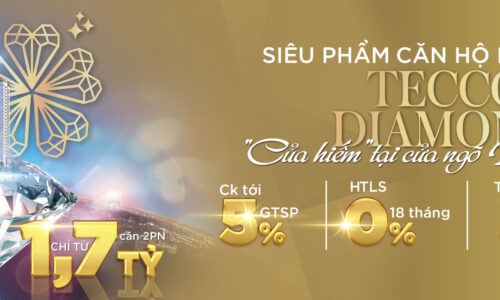 SIÊU PHẨM CĂN HỘ
TECCO
DIAMON
"Của hiếm" tại cửa ngõ
Ck tới
5% GTSP
HTLS
0% 18 tháng
T
CHỈ TỪ
căn 2PN
1,7 TỶ